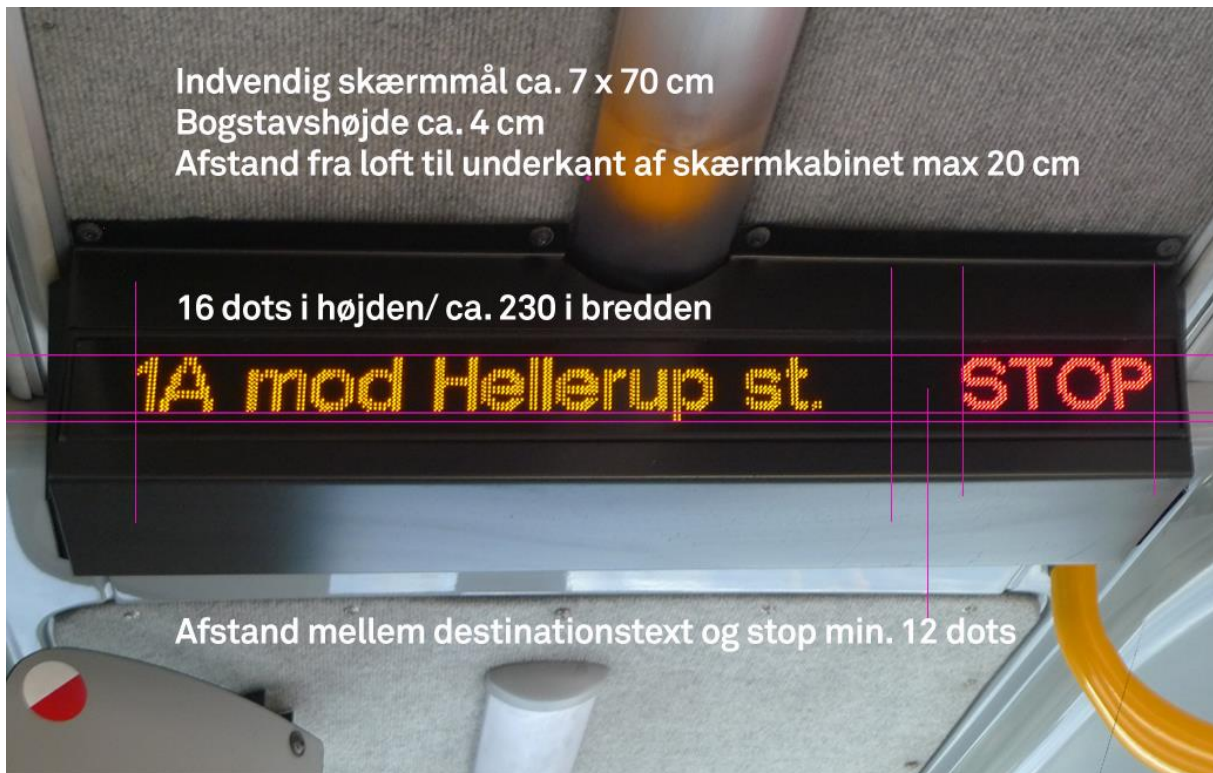 Indvendig skærmmål ca. 7 x 70 cm
Bogstavshøjde ca. 4 cm
Afstand fra loft til underkant af skærmkabinet max 20 cm
16 dots i højden/ ca. 230 i bredden
1A mod Hellerup st. STOP
Afstand mellem destinationstext og stop min. 12 dots